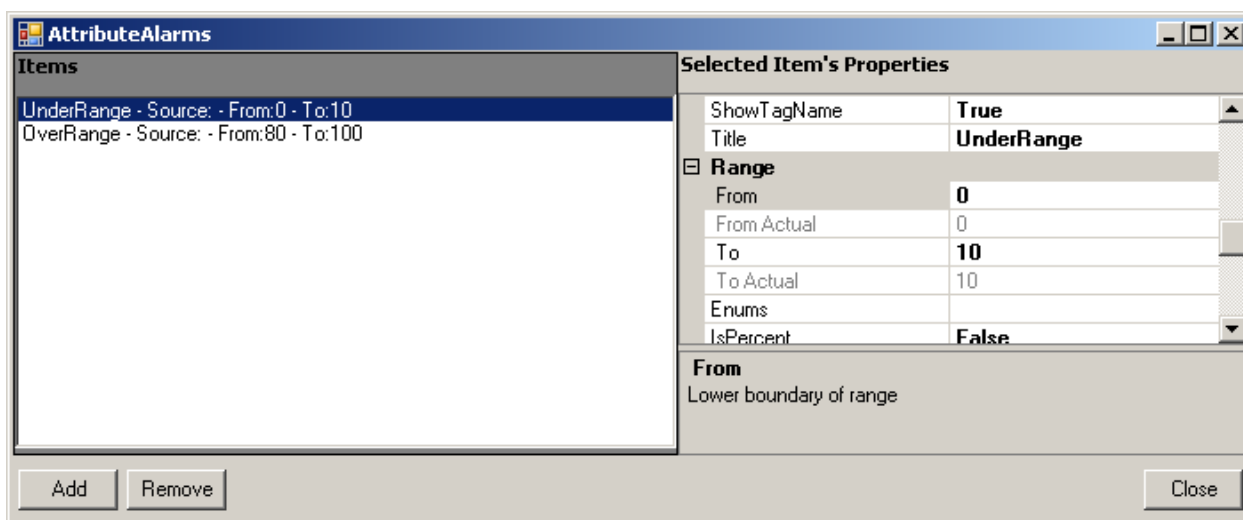 AttributeAlarms
Items
UnderRange - Source: - From:0 - To:10
OverRange - Source: - From:80 - To:100
Selected Item's Properties
ShowTagName True
Title UnderRange
Range
From 0
From Actual 0
To 10
To Actual 10
Enums
IsPercent False
From
Lower boundary of range
Add Remove Close